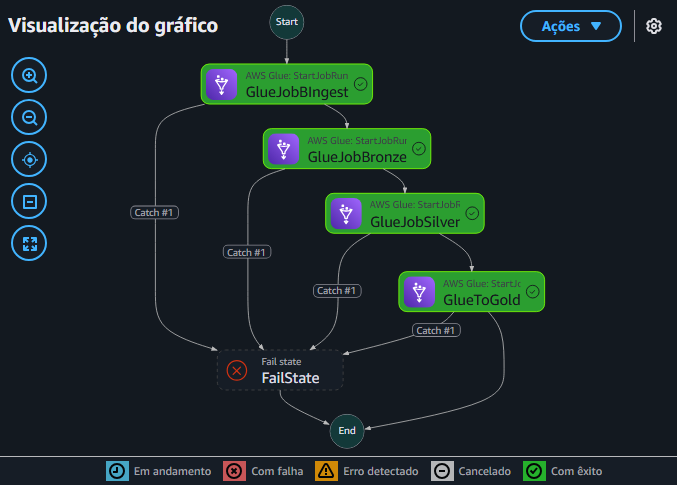 Visualização do gráfico
Ações
Start
AWS Glue: StartJobRun
GlueJobBIngest
AWS Glue: StartJobRur
GlueJobBronze
Catch #1
AWS Glue: StartJobR
GlueJobSilver
Catch #1
AWS Glue: StartJc
GlueToGold
Catch #1
Catch #1
Fail state
FailState
End
Em andamento
Com falha
Erro detectado
Cancelado
Com êxito